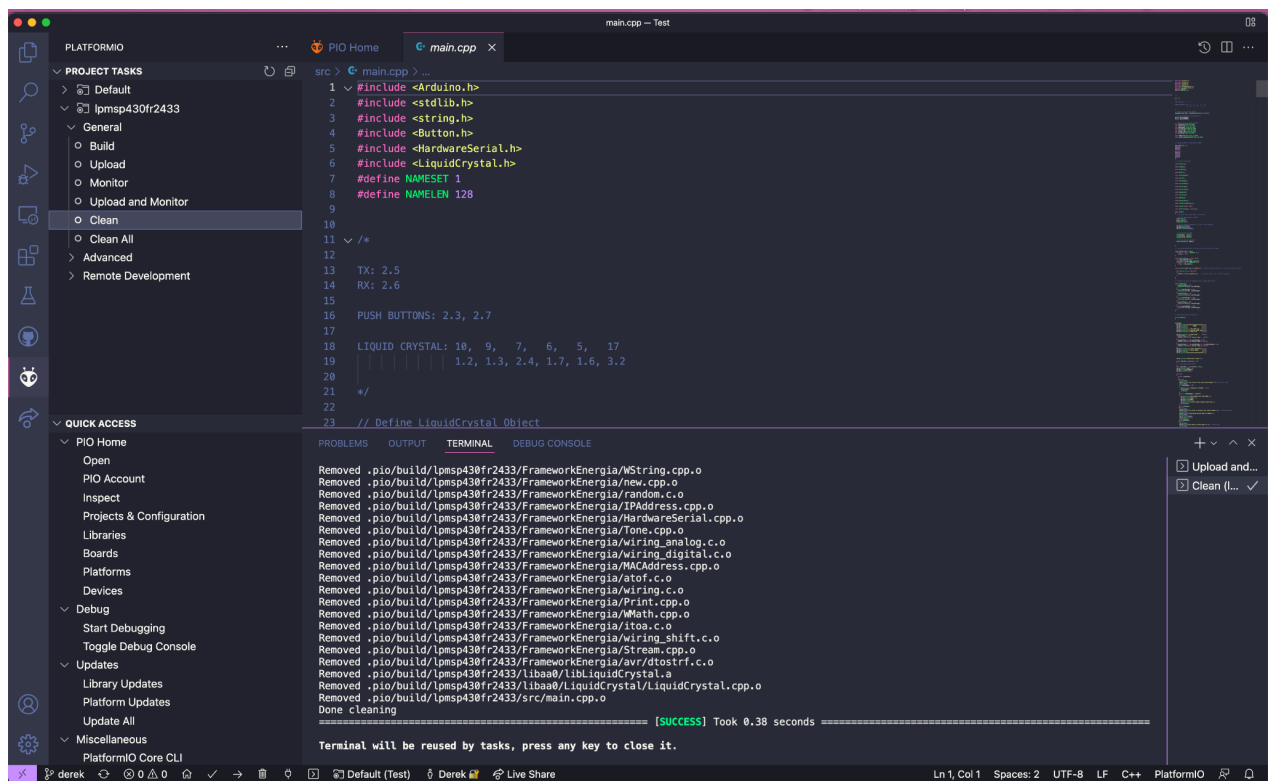 main.cpp — Test
PLATFORMIO
PROJECT TASKS
Default
lpmsp430fr2433
General
Build
Upload
Monitor
Upload and Monitor
Clean
Clean All
Advanced
Remote Development
QUICK ACCESS
PIO Home
Open
PIO Account
Inspect
Projects & Configuration
Libraries
Boards
Platforms
Devices
Debug
Start Debugging
Toggle Debug Console
Updates
Library Updates
Platform Updates
Update All
Miscellaneous
PlatformIO Core CLI
PIO Home
main.cpp
src > main.cpp > ...
1 #include <Arduino.h>
2 #include <stdlib.h>
3 #include <string.h>
4 #include <Button.h>
5 #include <HardwareSerial.h>
6 #include <LiquidCrystal.h>
7 #define NAMESET 1
8 #define NAMELEN 128
9
10
11 /*
12
13 TX: 2.5
14 RX: 2.6
15
16 PUSH BUTTONS: 2.3, 2.7
17
18 LIQUID CRYSTAL: 10, 9, 7, 6, 5, 17
19 1.2, 1.3, 2.4, 1.7, 1.6, 3.2
20
21 */
22
23 // Define LiquidCrystal Object
PROBLEMS OUTPUT TERMINAL DEBUG CONSOLE
Removed .pio/build/lpmsp430fr2433/FrameworkEnergia/WString.cpp.o
Removed .pio/build/lpmsp430fr2433/FrameworkEnergia/new.cpp.o
Removed .pio/build/lpmsp430fr2433/FrameworkEnergia/random.c.o
Removed .pio/build/lpmsp430fr2433/FrameworkEnergia/IPAddress.cpp.o
Removed .pio/build/lpmsp430fr2433/FrameworkEnergia/HardwareSerial.cpp.o
Removed .pio/build/lpmsp430fr2433/FrameworkEnergia/Tone.cpp.o
Removed .pio/build/lpmsp430fr2433/FrameworkEnergia/wiring_analog.c.o
Removed .pio/build/lpmsp430fr2433/FrameworkEnergia/wiring_digital.c.o
Removed .pio/build/lpmsp430fr2433/FrameworkEnergia/MACAddress.cpp.o
Removed .pio/build/lpmsp430fr2433/FrameworkEnergia/atof.c.o
Removed .pio/build/lpmsp430fr2433/FrameworkEnergia/wiring.c.o
Removed .pio/build/lpmsp430fr2433/FrameworkEnergia/Print.cpp.o
Removed .pio/build/lpmsp430fr2433/FrameworkEnergia/WMath.cpp.o
Removed .pio/build/lpmsp430fr2433/FrameworkEnergia/itoa.c.o
Removed .pio/build/lpmsp430fr2433/FrameworkEnergia/wiring_shift.c.o
Removed .pio/build/lpmsp430fr2433/FrameworkEnergia/Stream.cpp.o
Removed .pio/build/lpmsp430fr2433/FrameworkEnergia/avr/dtostrf.c.o
Removed .pio/build/lpmsp430fr2433/libaa0/libLiquidCrystal.a
Removed .pio/build/lpmsp430fr2433/libaa0/LiquidCrystal/LiquidCrystal.cpp.o
Removed .pio/build/lpmsp430fr2433/src/main.cpp.o
Done cleaning
[SUCCESS] Took 0.38 seconds
Terminal will be reused by tasks, press any key to close it.
Upload and...
Clean (l...
derek 0 0 Default (Test) Derek Live Share Ln 1, Col 1 Spaces: 2 UTF-8 LF C++ PlatformIO